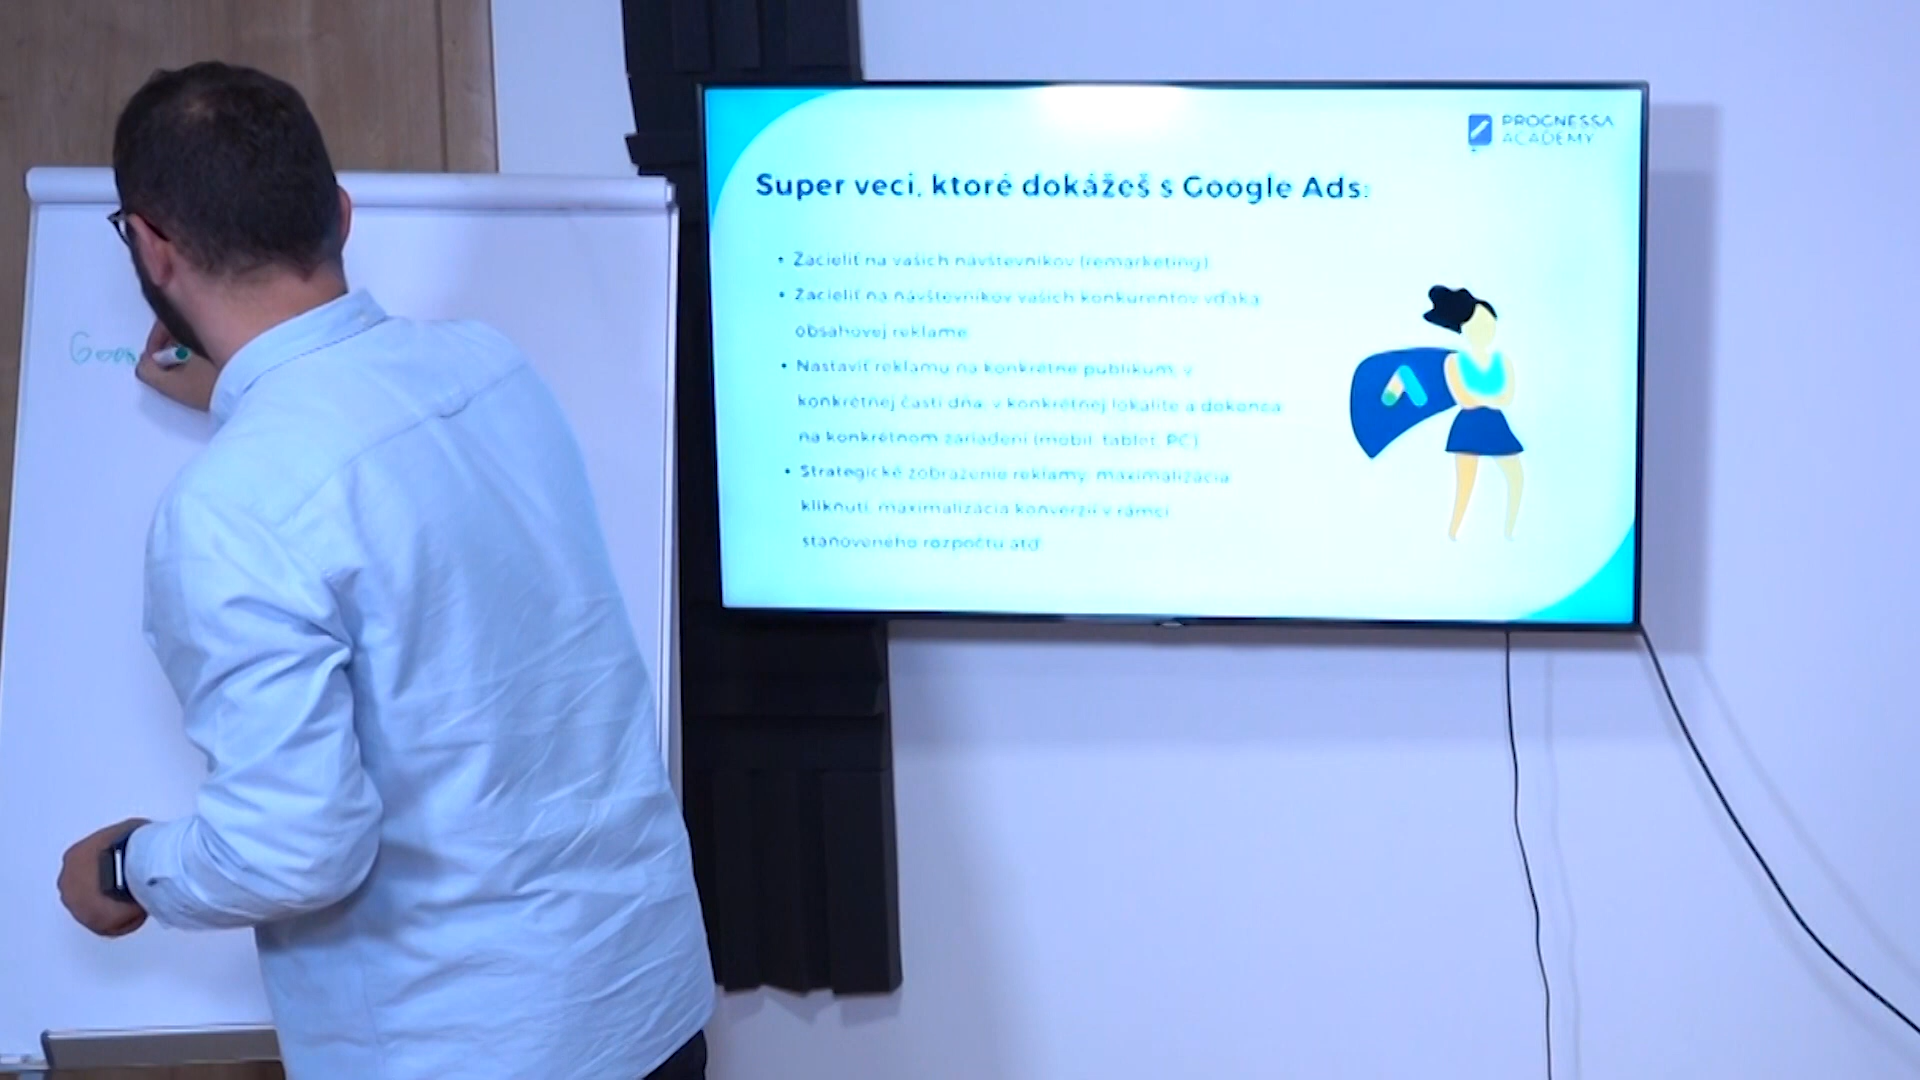 PROGNESSA
ACADEMY
Super veci, ktoré dokážeš s Google Ads:
• Zacieliť na vašich návštevníkov (remarketing)
• Zacieliť na návštevníkov vašich konkurentov vďaka
obsahovej reklame
• Nastaviť reklamu na konkrétne publikum, v
konkrétnej časti dňa, v konkrétnej lokalite a dokonca
na konkrétnom zariadení (mobil, tablet, PC)
• Strategické zobrazenie reklamy: maximalizácia
kliknutí, maximalizácia konverzií v rámci
stanoveného rozpočtu atď
Goog